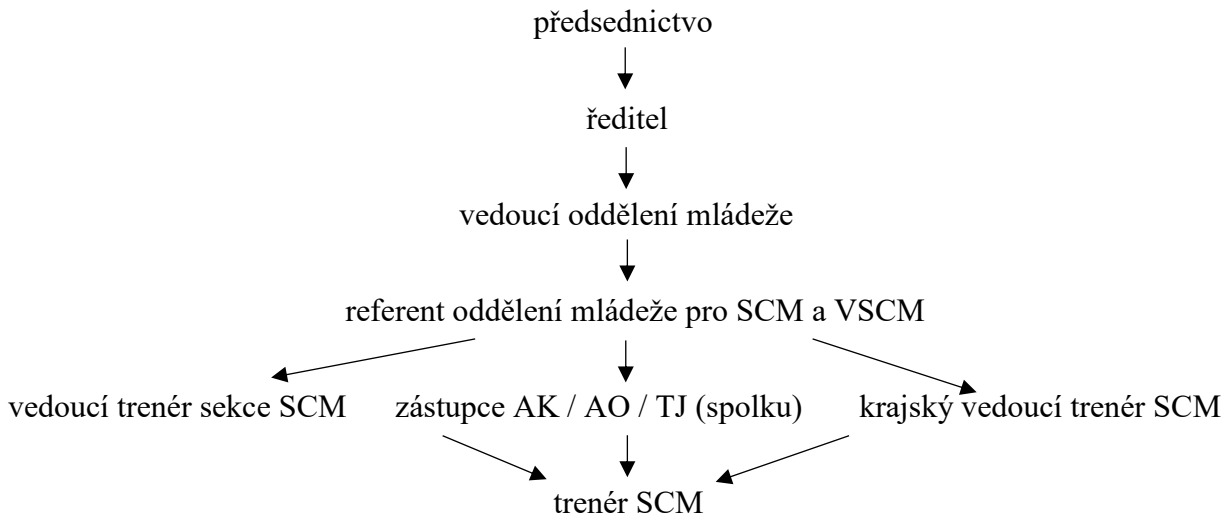 předsednictvo
ředitel
vedoucí oddělení mládeže
referent oddělení mládeže pro SCM a VSCM
vedoucí trenér sekce SCM zástupce AK / AO / TJ (spolku) krajský vedoucí trenér SCM
trenér SCM